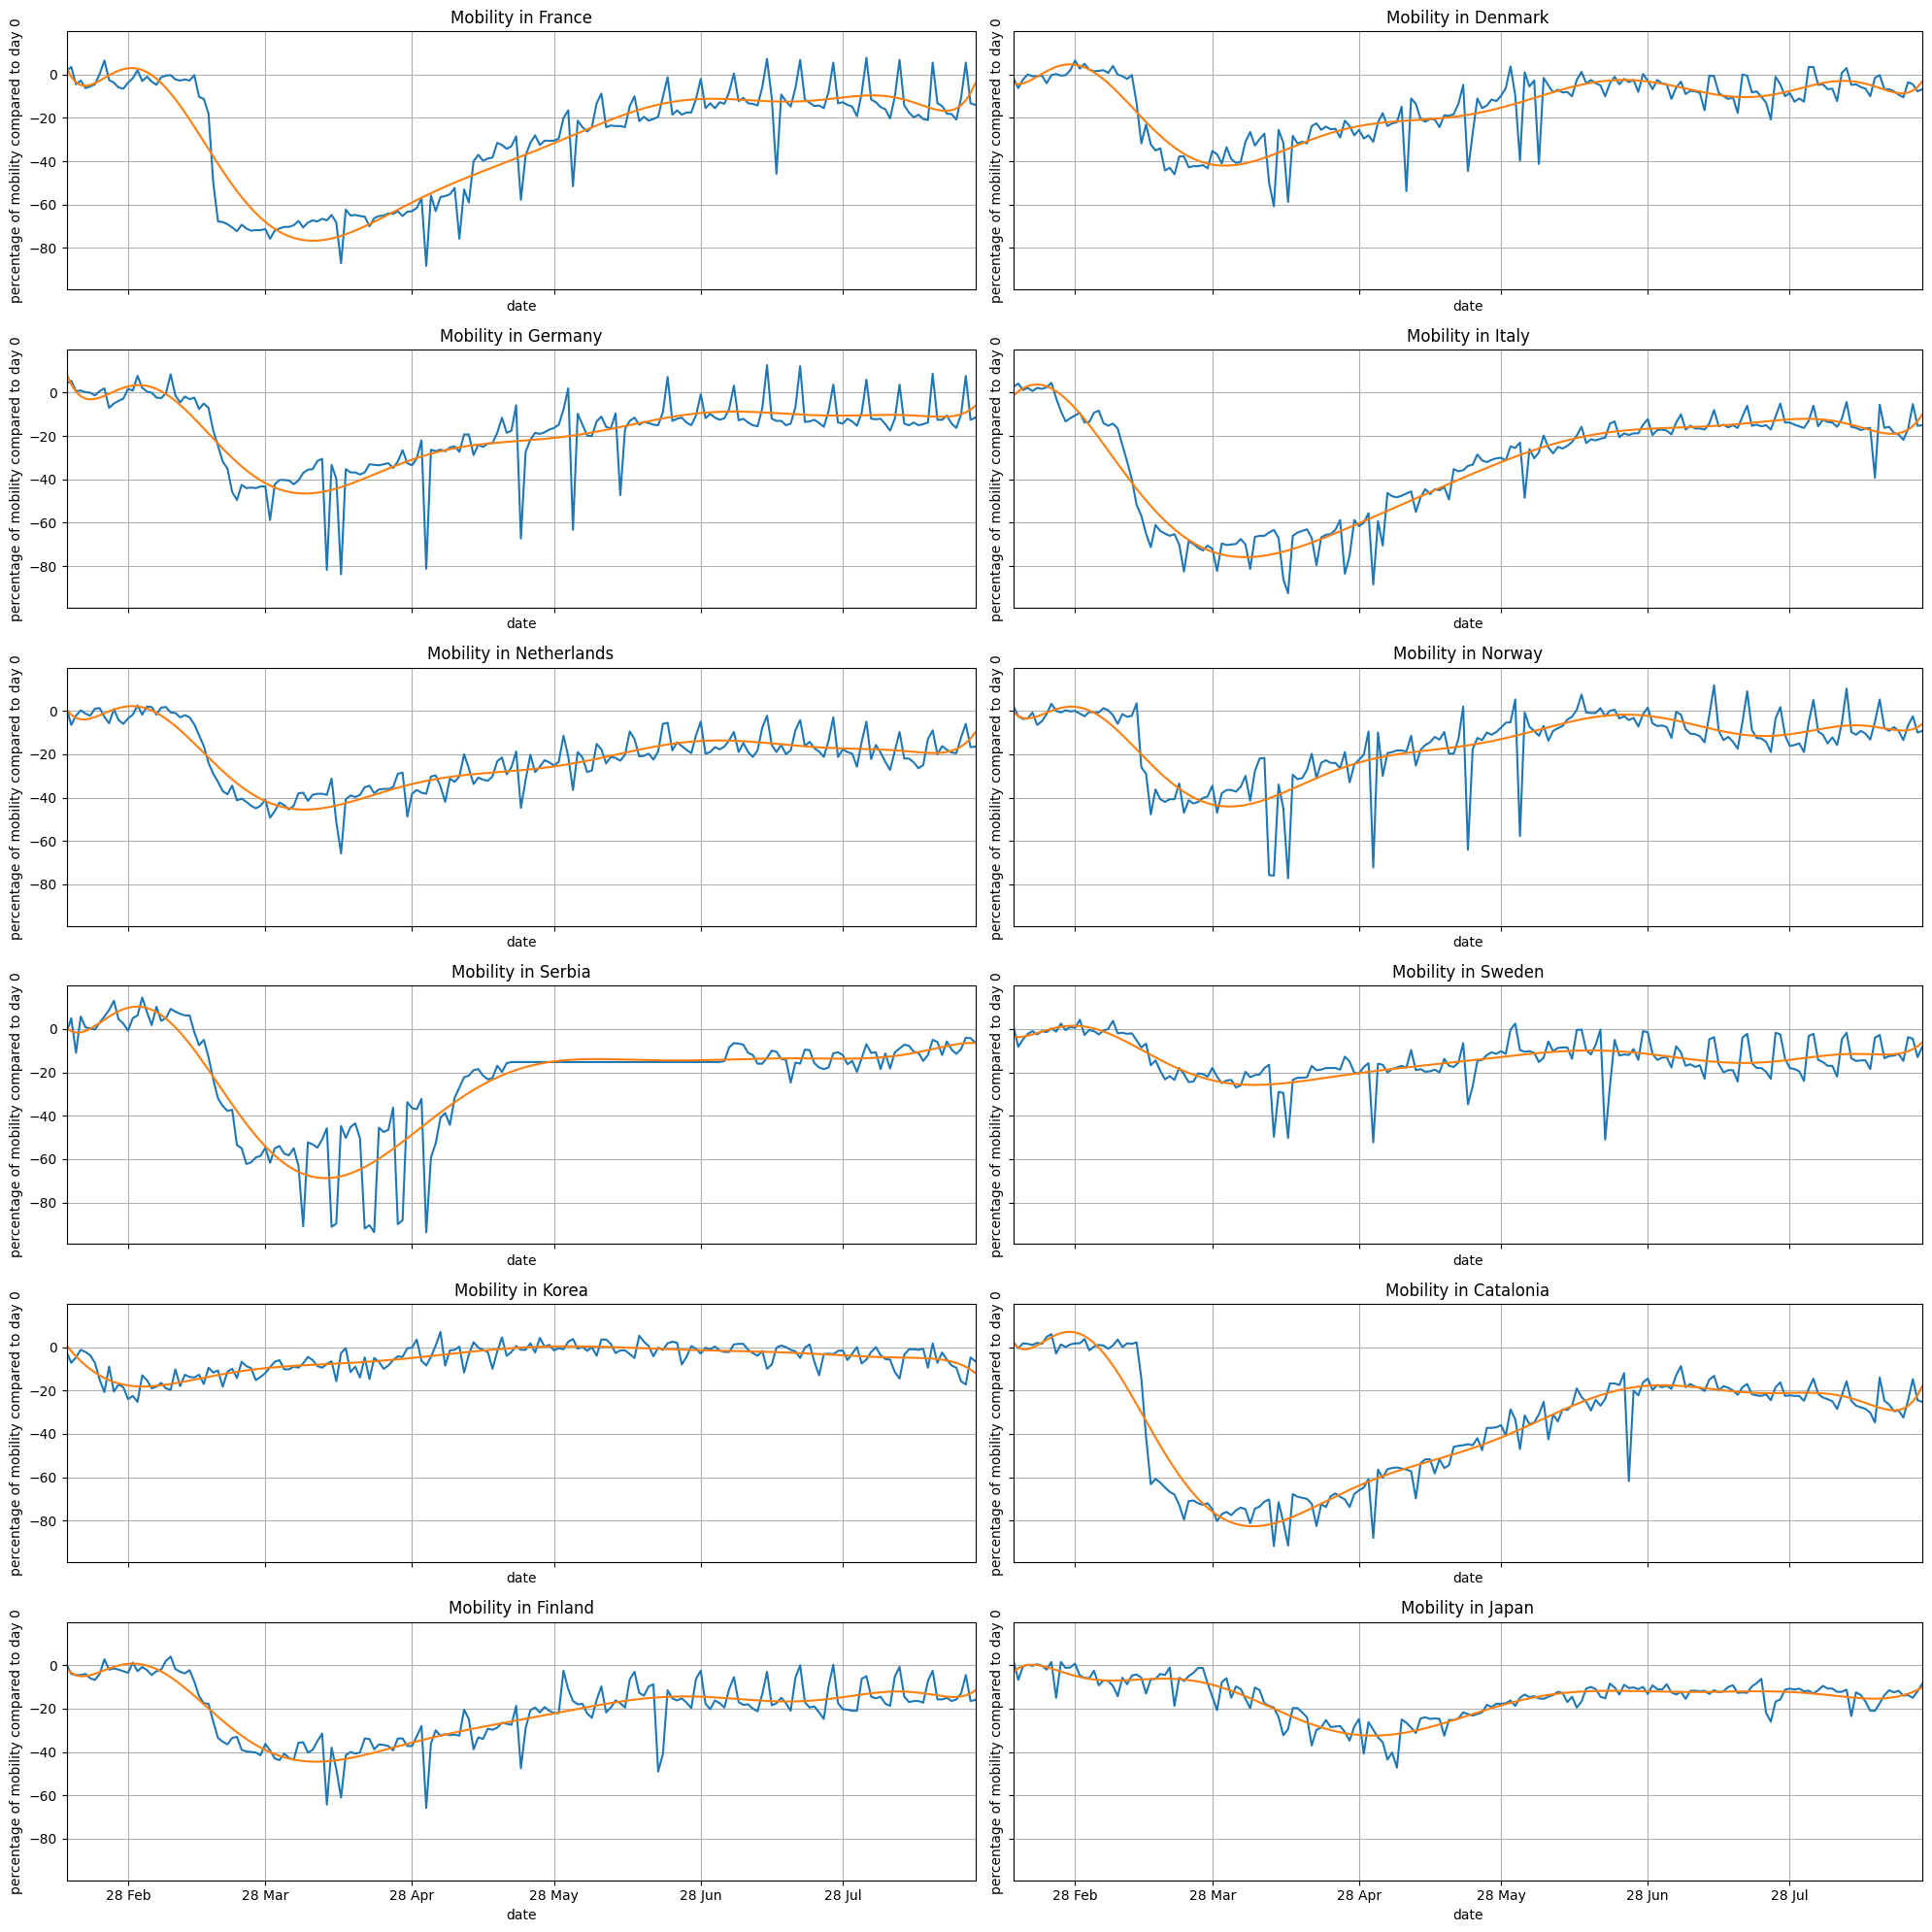 Mobility in France
percentage of mobility compared to day 0
0
−20
−40
−60
−80
date
Mobility in Denmark
percentage of mobility compared to day 0
date
Mobility in Germany
percentage of mobility compared to day 0
0
−20
−40
−60
−80
date
Mobility in Italy
percentage of mobility compared to day 0
date
Mobility in Netherlands
percentage of mobility compared to day 0
0
−20
−40
−60
−80
date
Mobility in Norway
percentage of mobility compared to day 0
date
Mobility in Serbia
percentage of mobility compared to day 0
0
−20
−40
−60
−80
date
Mobility in Sweden
percentage of mobility compared to day 0
date
Mobility in Korea
percentage of mobility compared to day 0
0
−20
−40
−60
−80
date
Mobility in Catalonia
percentage of mobility compared to day 0
date
Mobility in Finland
percentage of mobility compared to day 0
0
−20
−40
−60
−80
28 Feb 28 Mar 28 Apr 28 May 28 Jun 28 Jul
date
Mobility in Japan
percentage of mobility compared to day 0
28 Feb 28 Mar 28 Apr 28 May 28 Jun 28 Jul
date